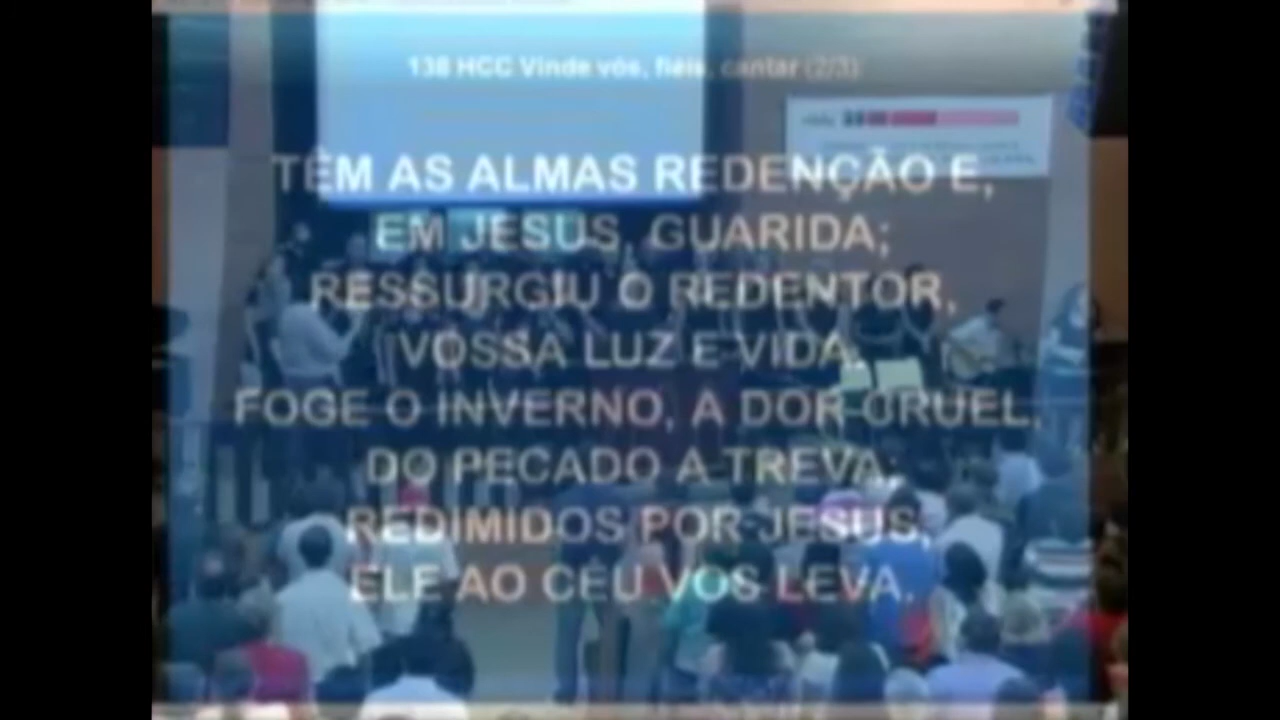 138 HCC Vinde vós, fiéis, cantar (2/3)
TÊM AS ALMAS REDENÇÃO E,
EM JESUS, GUARIDA;
RESSURGIU O REDENTOR,
VOSSA LUZ E VIDA.
FOGE O INVERNO, A DOR CRUEL,
DO PECADO A TREVA;
REDIMIDOS POR JESUS,
ELE AO CÉU VOS LEVA.